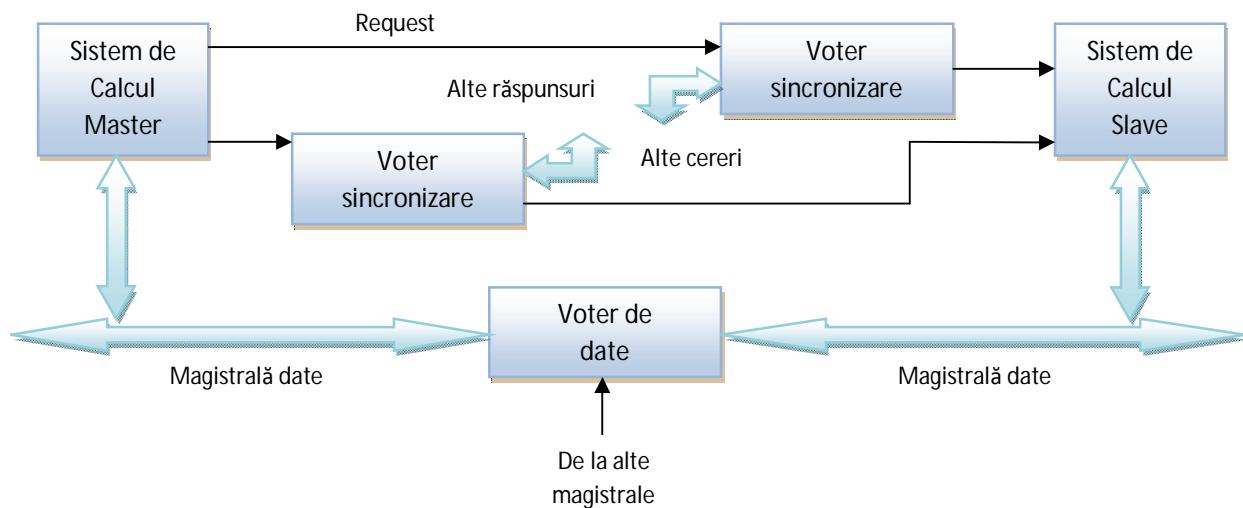 Request
Sistem de
Calcul
Master
Voter
sincronizare
Sistem de
Calcul
Slave
Alte răspunsuri
Voter
sincronizare
Alte cereri
Voter de
date
Magistrală date
Magistrală date
De la alte
magistrale